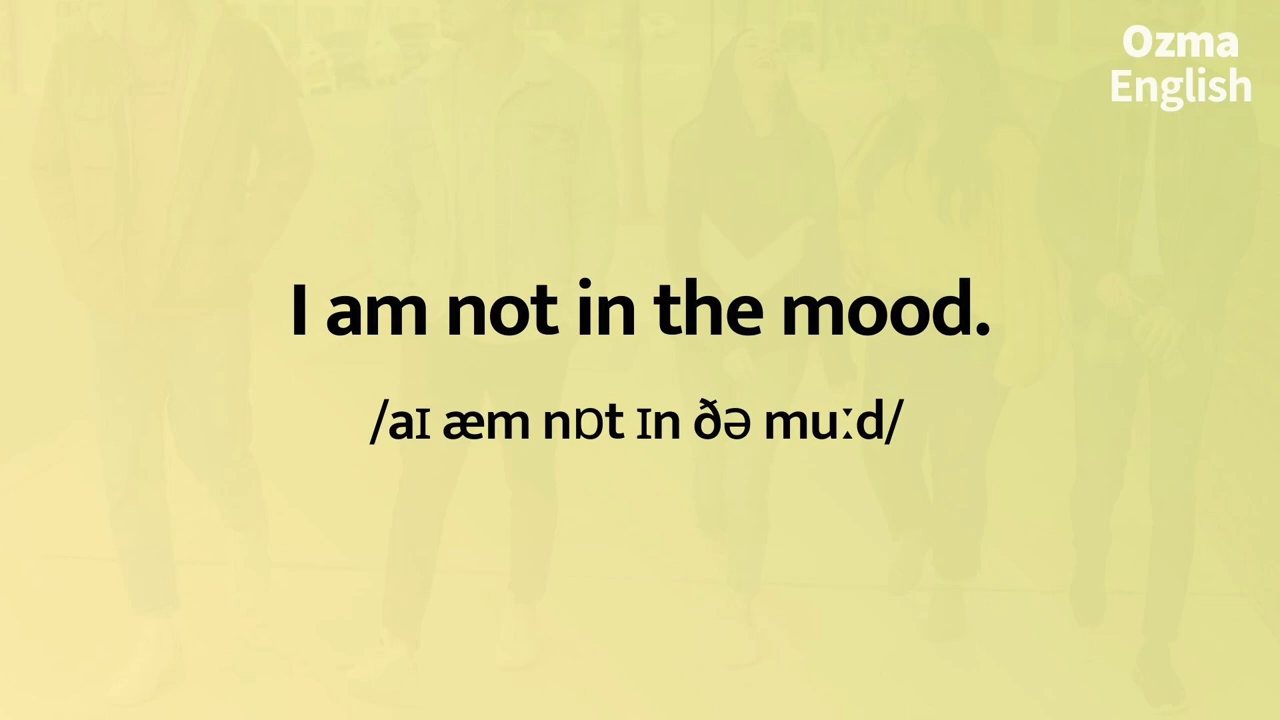 Ozma
English
I am not in the mood.
/aɪ æm nɒt ɪn ðə muːd/